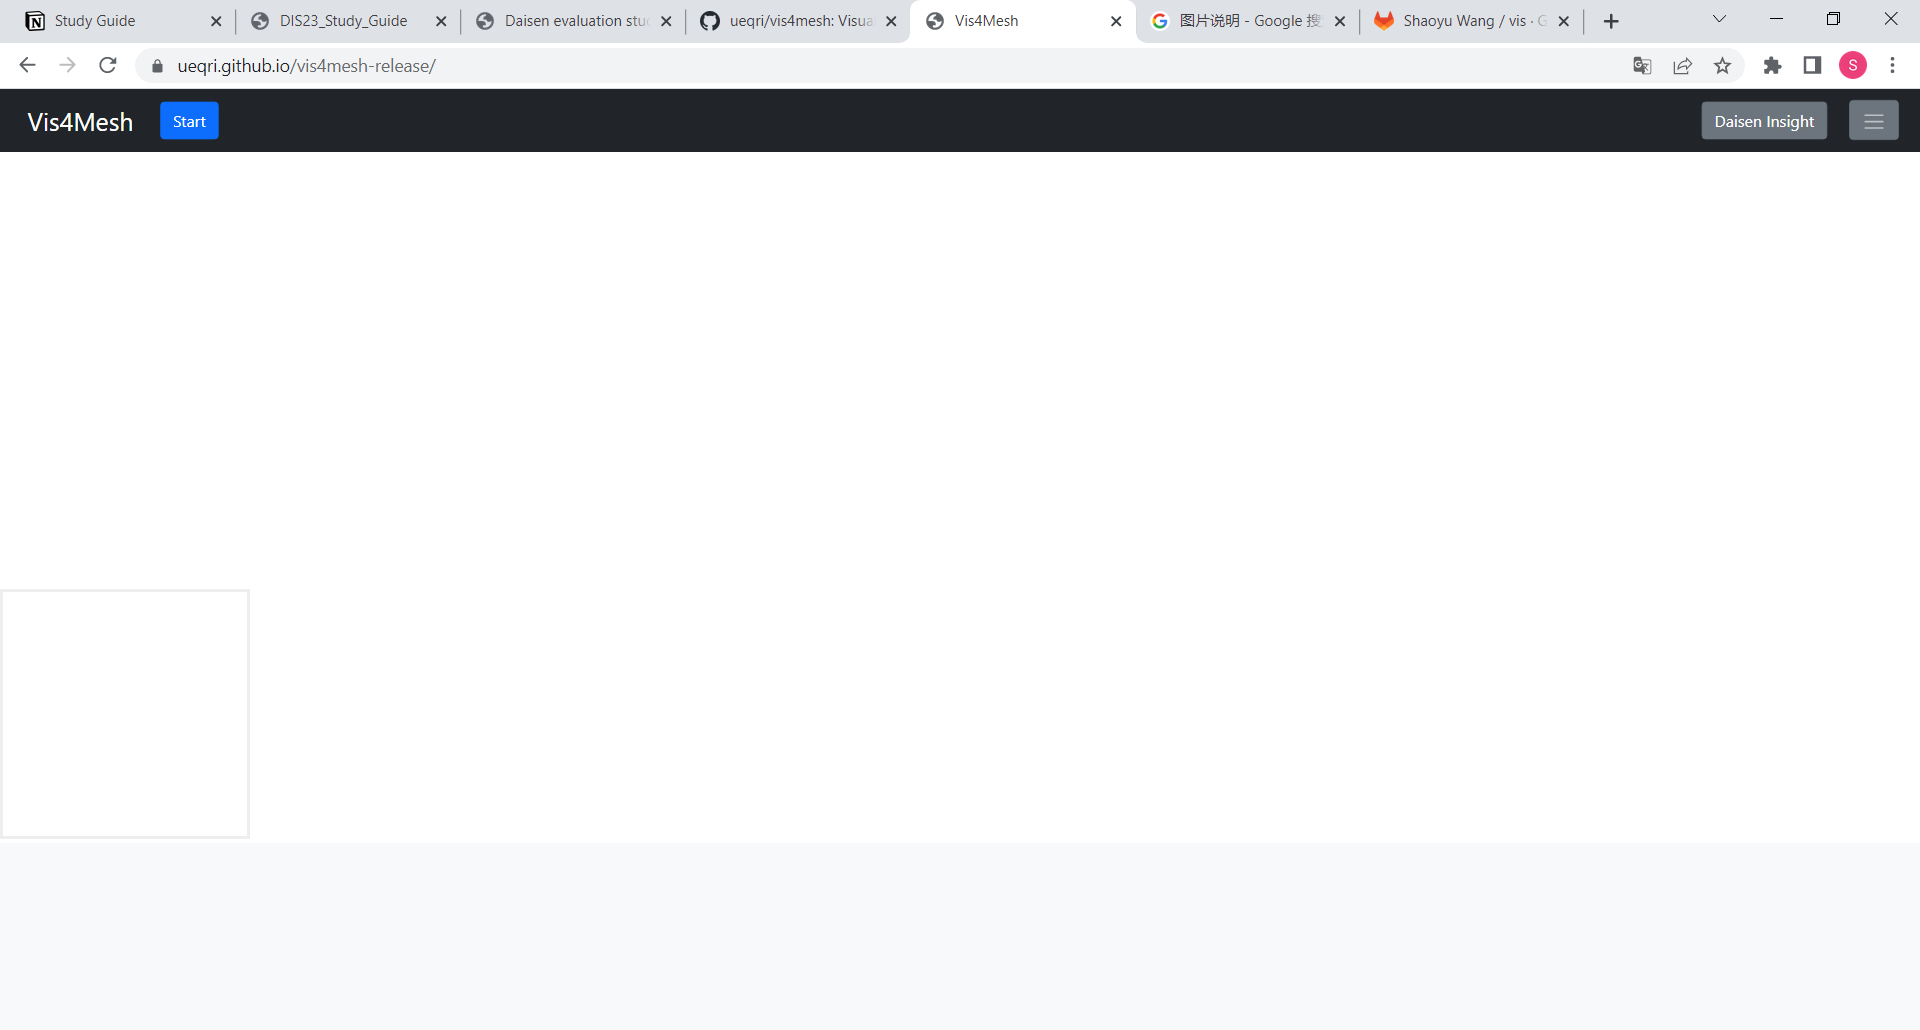 Study Guide
DIS23_Study_Guide
Daisen evaluation stu
ueqri/vis4mesh: Visua
Vis4Mesh
图片说明 - Google 搜
Shaoyu Wang / vis · G
ueqri.github.io/vis4mesh-release/
S
Vis4Mesh
Start
Daisen Insight